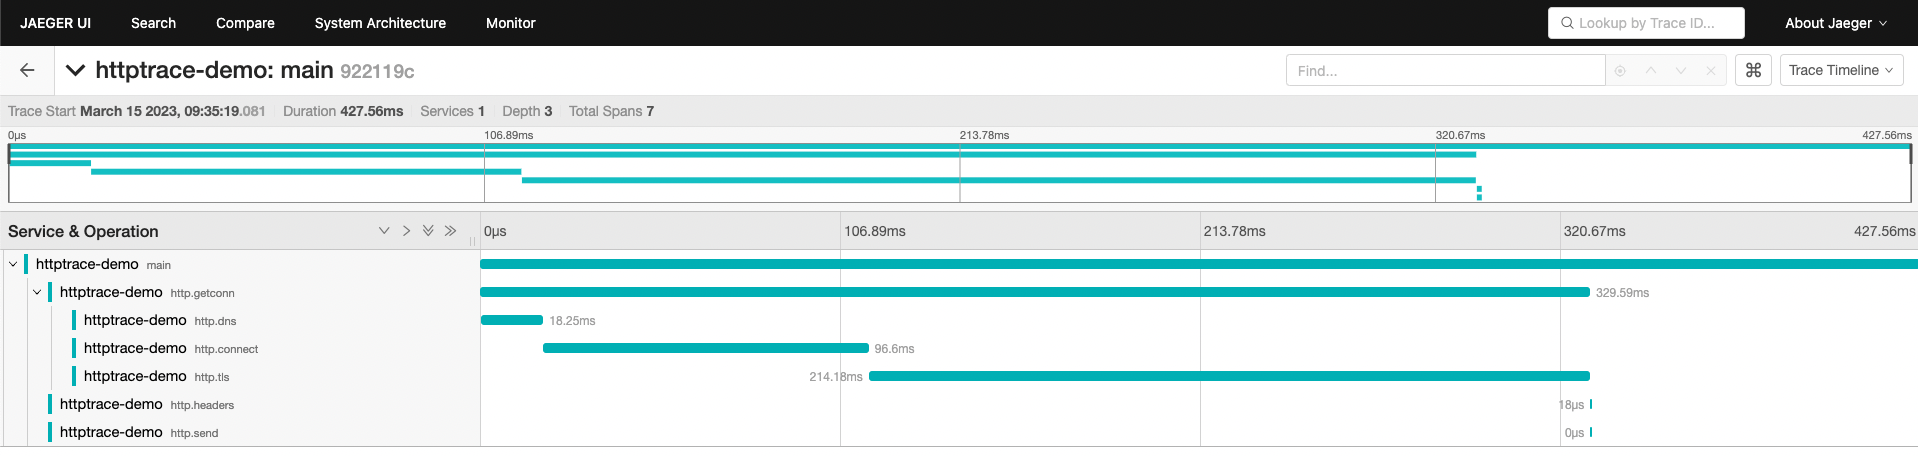 JAEGER UI Search Compare System Architecture Monitor Lookup by Trace ID... About Jaeger
httptrace-demo: main 922119c Find... ⌘ Trace Timeline
Trace Start March 15 2023, 09:35:19.081 Duration 427.56ms Services 1 Depth 3 Total Spans 7
0μs 106.89ms 213.78ms 320.67ms 427.56ms
Service & Operation 0μs 106.89ms 213.78ms 320.67ms 427.56ms
httptrace-demo main
httptrace-demo http.getconn 329.59ms
httptrace-demo http.dns 18.25ms
httptrace-demo http.connect 96.6ms
httptrace-demo http.tls 214.18ms
httptrace-demo http.headers 18μs
httptrace-demo http.send 0μs